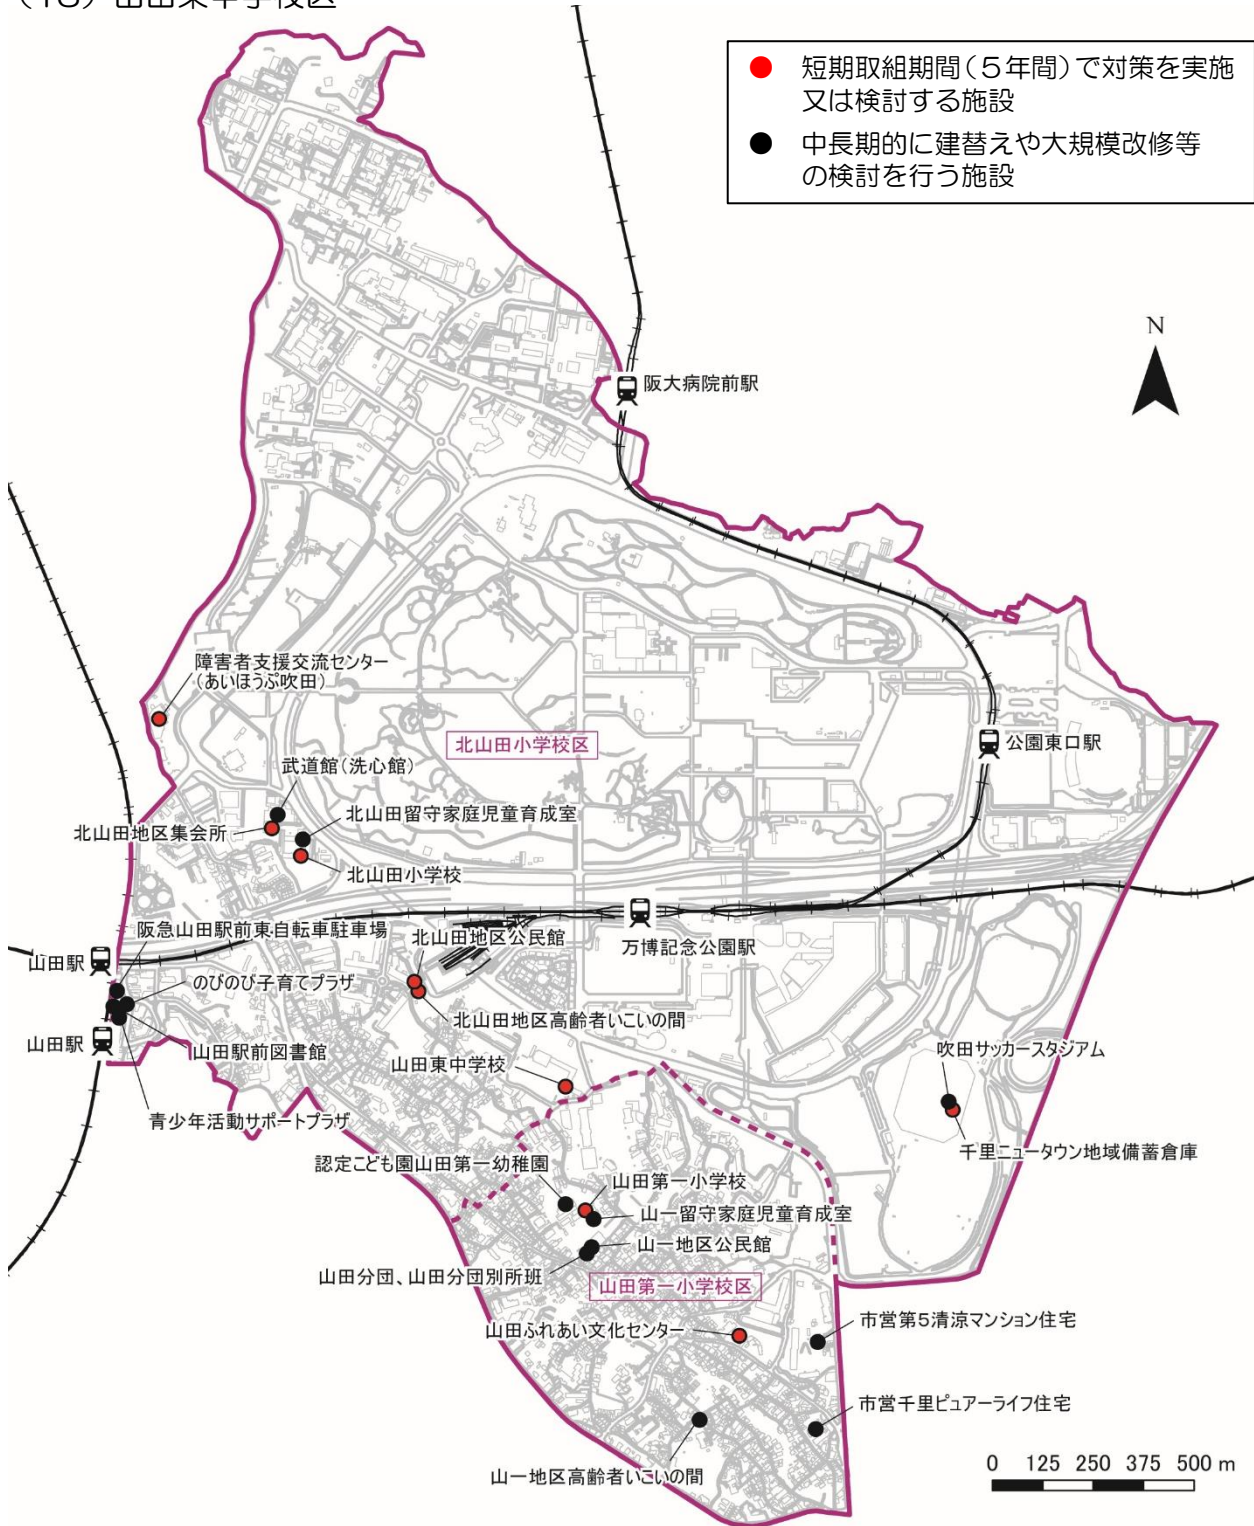 短期取組期間（５年間）で対策を実施
又は検討する施設
中長期的に建替えや大規模改修等
の検討を行う施設
N
阪大病院前駅
障害者支援交流センター
（あいほうぷ吹田）
北山田小学校区
公園東口駅
武道館（洗心館）
北山田留守家庭児童育成室
北山田地区集会所
北山田小学校
阪急山田駅前東自転車駐車場
北山田地区公民館
万博記念公園駅
山田駅
のびのび子育てプラザ
北山田地区高齢者いこいの間
山田駅
山田駅前図書館
山田東中学校
吹田サッカースタジアム
青少年活動サポートプラザ
千里ニュータウン地域備蓄倉庫
認定こども園山田第一幼稚園
山田第一小学校
山一留守家庭児童育成室
山一地区公民館
山田分団、山田分団別所班
山田第一小学校区
山田ふれあい文化センター
市営第５清涼マンション住宅
市営千里ピュアーライフ住宅
山一地区高齢者いこいの間
0 125 250 375 500 m